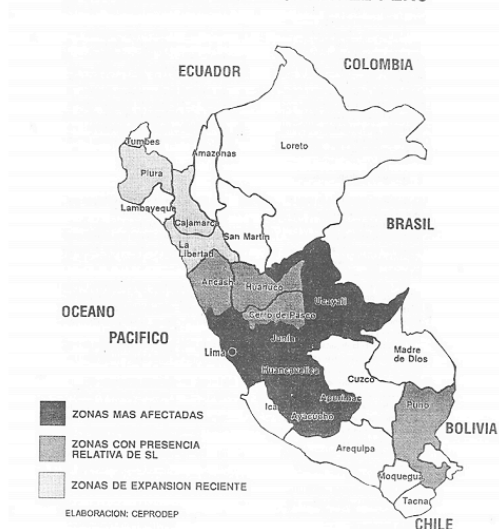 ECUADOR
COLOMBIA
Tumbes
Piura
Amazonas
Loreto
Lambayeque
Cajamarca
San Martin
La
Libertad
BRASIL
Ancash
Huanuco
Ucayali
Cerro de Pasco
OCEANO
PACIFICO
Junin
Lima
Madre
de Dios
Huancavelica
Cuzco
Apurimac
Ica
Ayacucho
Puno
BOLIVIA
Arequipa
Moquegua
Tacna
CHILE
ZONAS MAS AFECTADAS
ZONAS CON PRESENCIA
RELATIVA DE SL
ZONAS DE EXPANSION RECIENTE
ELABORACION: CEPRODEP